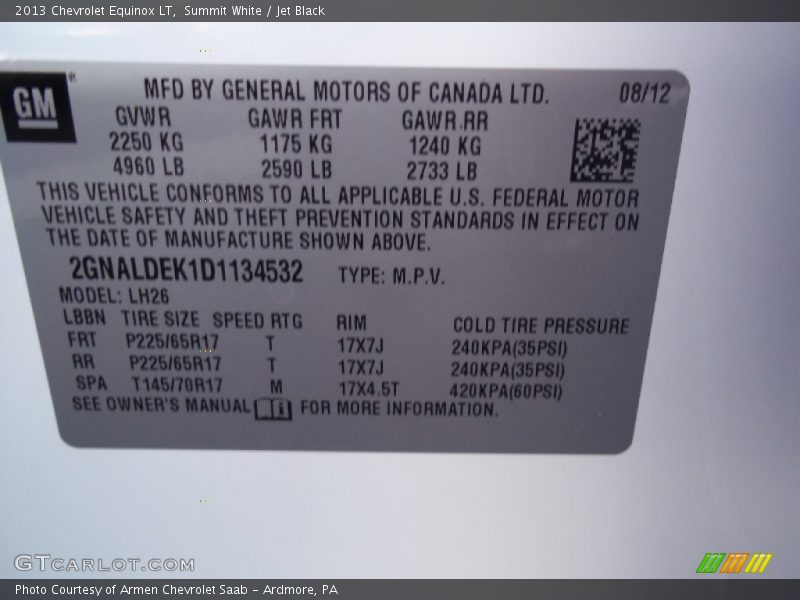 2013 Chevrolet Equinox LT,  Summit White / Jet Black
GM ®
MFD BY GENERAL MOTORS OF CANADA LTD. 08/12
GVWR GAWR FRT GAWR RR
2250 KG 1175 KG 1240 KG
4960 LB 2590 LB 2733 LB
THIS VEHICLE CONFORMS TO ALL APPLICABLE U.S. FEDERAL MOTOR
VEHICLE SAFETY AND THEFT PREVENTION STANDARDS IN EFFECT ON
THE DATE OF MANUFACTURE SHOWN ABOVE.
2GNALDEK1D1134532 TYPE: M.P.V.
MODEL: LH26
LBBN TIRE SIZE SPEED RTG RIM COLD TIRE PRESSURE
FRT P225/65R17 T 17X7J 240KPA(35PSI)
RR P225/65R17 T 17X7J 240KPA(35PSI)
SPA T145/70R17 M 17X4.5T 420KPA(60PSI)
SEE OWNER'S MANUAL FOR MORE INFORMATION.
GTCARLOT.COM
Photo Courtesy of Armen Chevrolet Saab - Ardmore, PA